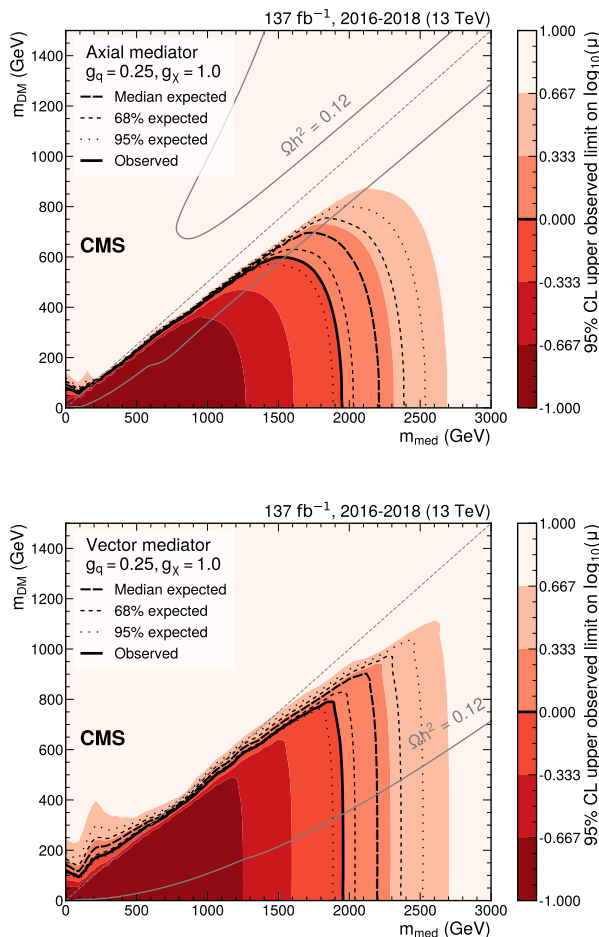 137 fb⁻¹, 2016-2018 (13 TeV)
Axial mediator
g_q = 0.25, g_χ = 1.0
Median expected
68% expected
95% expected
Observed
CMS
Ωh² = 0.12
m_DM (GeV)
1400
1200
1000
800
600
400
200
0
0 500 1000 1500 2000 2500 3000
m_med (GeV)
1.000
0.667
0.333
0.000
-0.333
-0.667
-1.000
95% CL upper observed limit on log₁₀(μ)
137 fb⁻¹, 2016-2018 (13 TeV)
Vector mediator
g_q = 0.25, g_χ = 1.0
Median expected
68% expected
95% expected
Observed
CMS
Ωh² = 0.12
m_DM (GeV)
1400
1200
1000
800
600
400
200
0
0 500 1000 1500 2000 2500 3000
m_med (GeV)
1.000
0.667
0.333
0.000
-0.333
-0.667
-1.000
95% CL upper observed limit on log₁₀(μ)